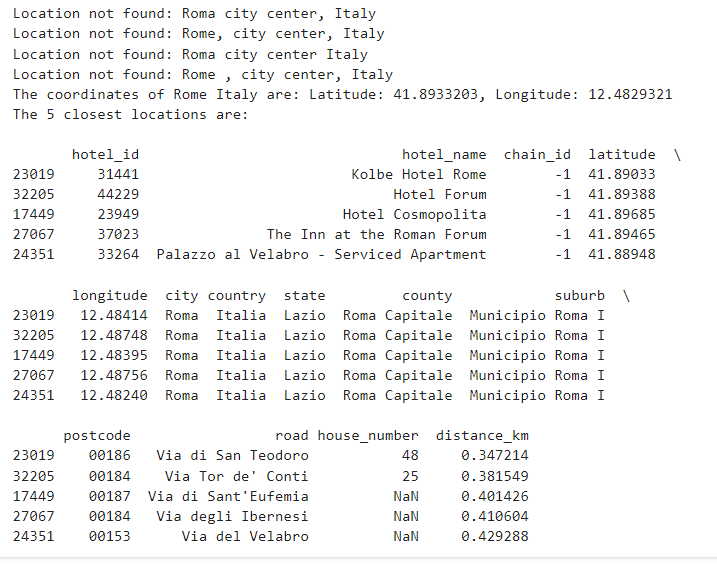 Location not found: Roma city center, Italy
Location not found: Rome, city center, Italy
Location not found: Roma city center Italy
Location not found: Rome , city center, Italy
The coordinates of Rome Italy are: Latitude: 41.8933203, Longitude: 12.4829321
The 5 closest locations are:
hotel_id hotel_name chain_id latitude \
23019 31441 Kolbe Hotel Rome -1 41.89033
32205 44229 Hotel Forum -1 41.89388
17449 23949 Hotel Cosmopolita -1 41.89685
27067 37023 The Inn at the Roman Forum -1 41.89465
24351 33264 Palazzo al Velabro - Serviced Apartment -1 41.88948
longitude city country state county suburb \
23019 12.48414 Roma Italia Lazio Roma Capitale Municipio Roma I
32205 12.48748 Roma Italia Lazio Roma Capitale Municipio Roma I
17449 12.48395 Roma Italia Lazio Roma Capitale Municipio Roma I
27067 12.48756 Roma Italia Lazio Roma Capitale Municipio Roma I
24351 12.48240 Roma Italia Lazio Roma Capitale Municipio Roma I
postcode road house_number distance_km
23019 00186 Via di San Teodoro 48 0.347214
32205 00184 Via Tor de' Conti 25 0.381549
17449 00187 Via di Sant'Eufemia NaN 0.401426
27067 00184 Via degli Ibernesi NaN 0.410604
24351 00153 Via del Velabro NaN 0.429288